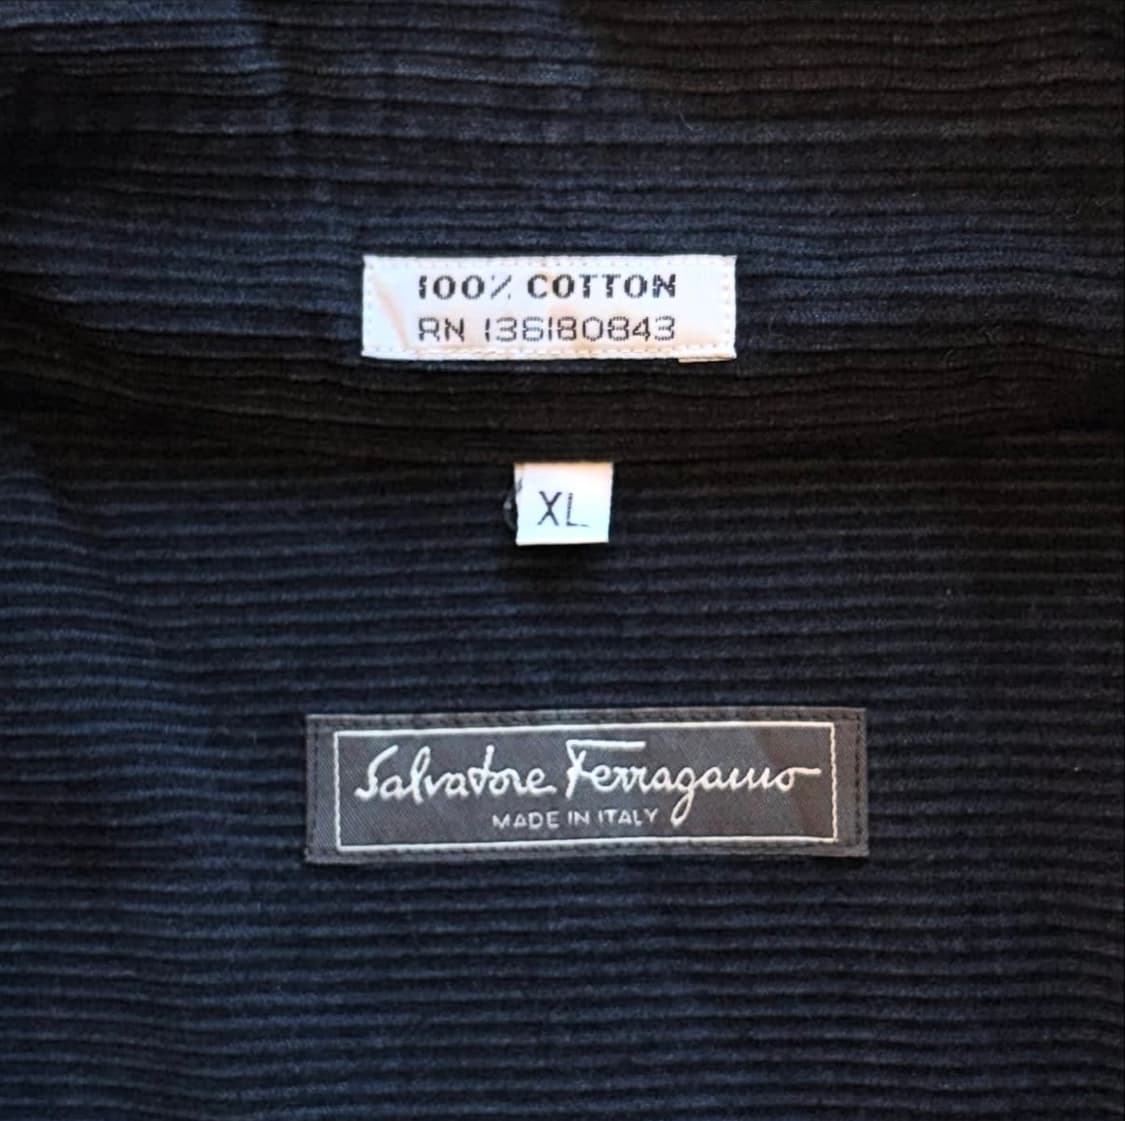 100% COTTON
RN 136180843
XL
Salvatore Ferragamo
MADE IN ITALY